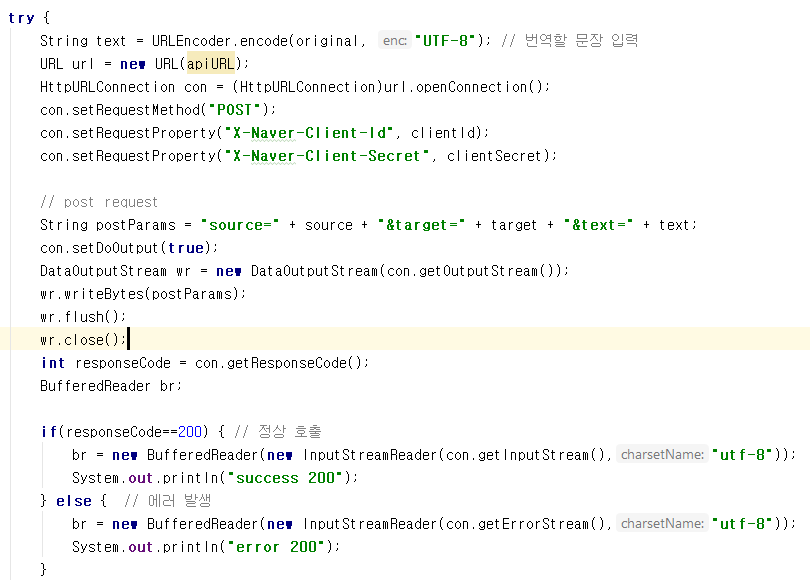 try {
String text = URLEncoder.encode(original, enc: "UTF-8"); // 번역할 문장 입력
URL url = new URL(apiURL);
HttpURLConnection con = (HttpURLConnection)url.openConnection();
con.setRequestMethod("POST");
con.setRequestProperty("X-Naver-Client-Id", clientId);
con.setRequestProperty("X-Naver-Client-Secret", clientSecret);
// post request
String postParams = "source=" + source + "&target=" + target + "&text=" + text;
con.setDoOutput(true);
DataOutputStream wr = new DataOutputStream(con.getOutputStream());
wr.writeBytes(postParams);
wr.flush();
wr.close();
int responseCode = con.getResponseCode();
BufferedReader br;
if(responseCode==200) { // 정상 호출
br = new BufferedReader(new InputStreamReader(con.getInputStream(), charsetName: "utf-8"));
System.out.println("success 200");
} else {  // 에러 발생
br = new BufferedReader(new InputStreamReader(con.getErrorStream(), charsetName: "utf-8"));
System.out.println("error 200");
}